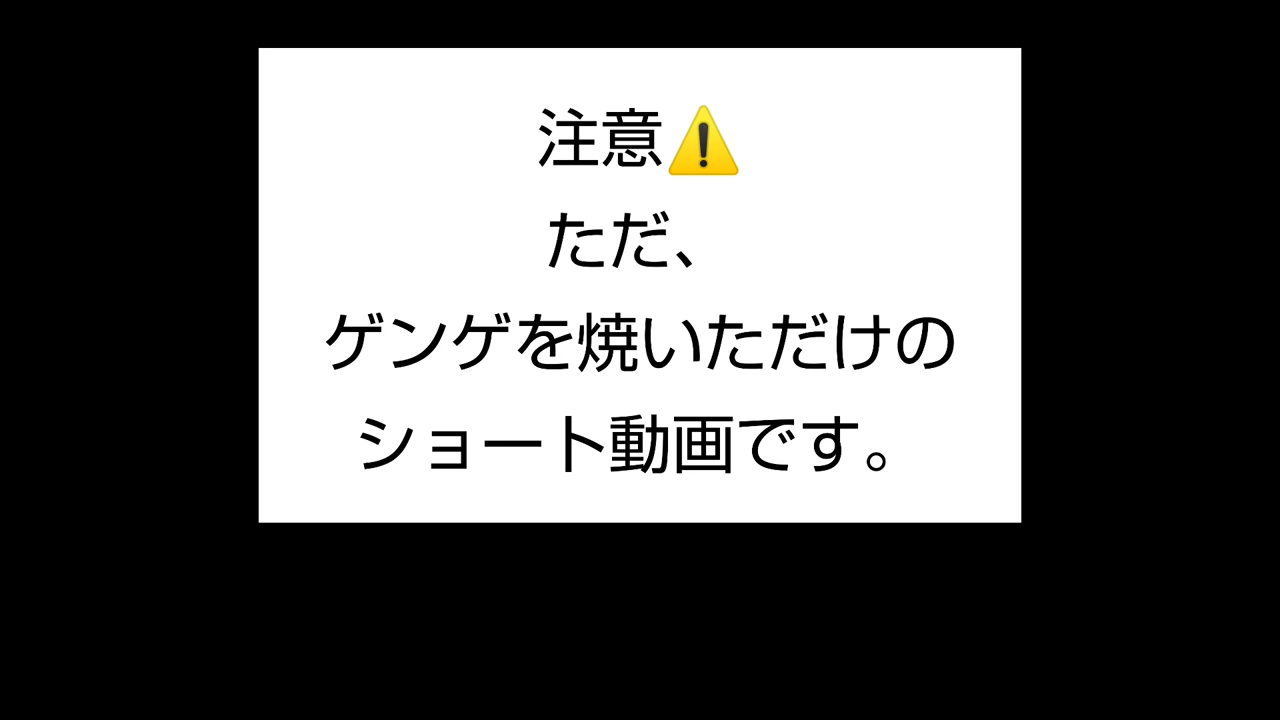 注意⚠️
ただ、
ゲンゲを焼いただけの
ショート動画です。